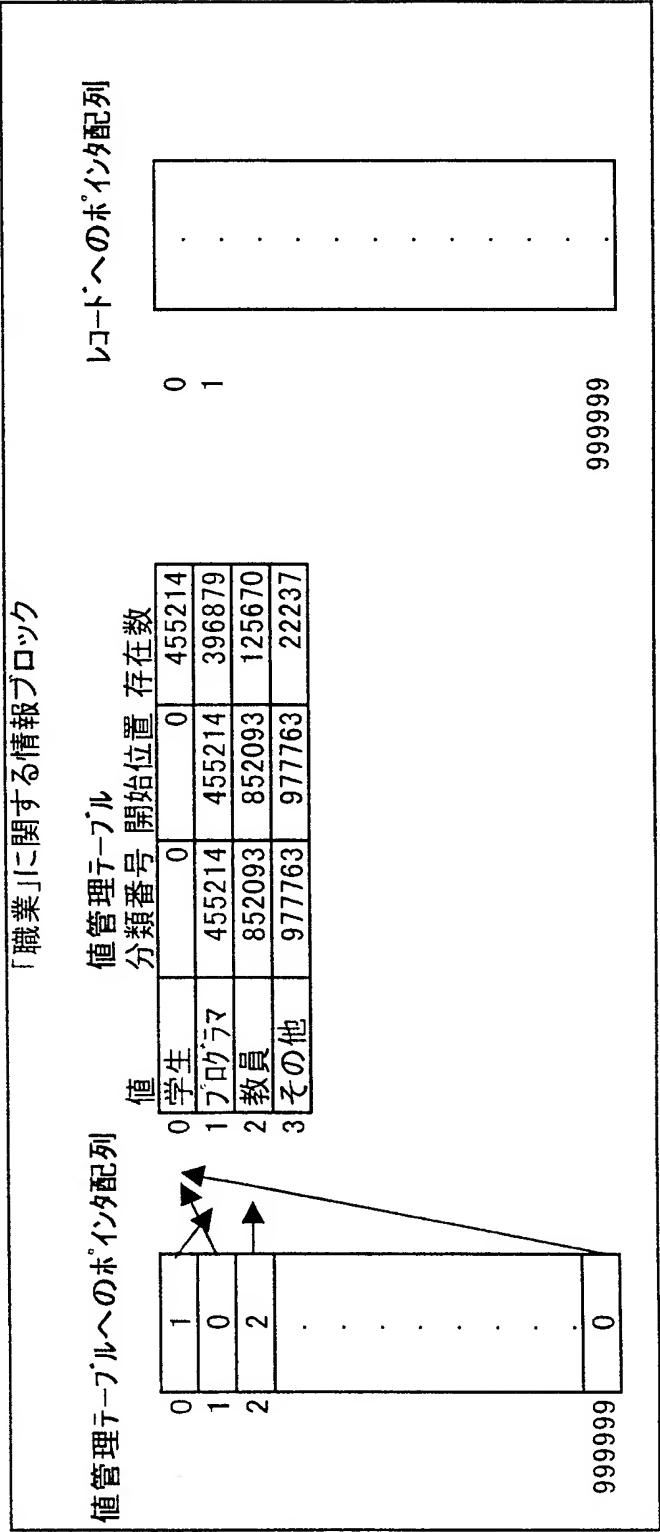 「職業」に関する情報ブロック
値管理テーブルへのポインタ配列
0 1
1 0
2 2
. . . . . . . .
999999 0
値管理テーブル
値 分類番号 開始位置 存在数
0 学生 0 0 455214
1 プログラマ 455214 455214 396879
2 教員 852093 852093 125670
3 その他 977763 977763 22237
レコードへのポインタ配列
0
1
. . . . . . . . . . . .
999999